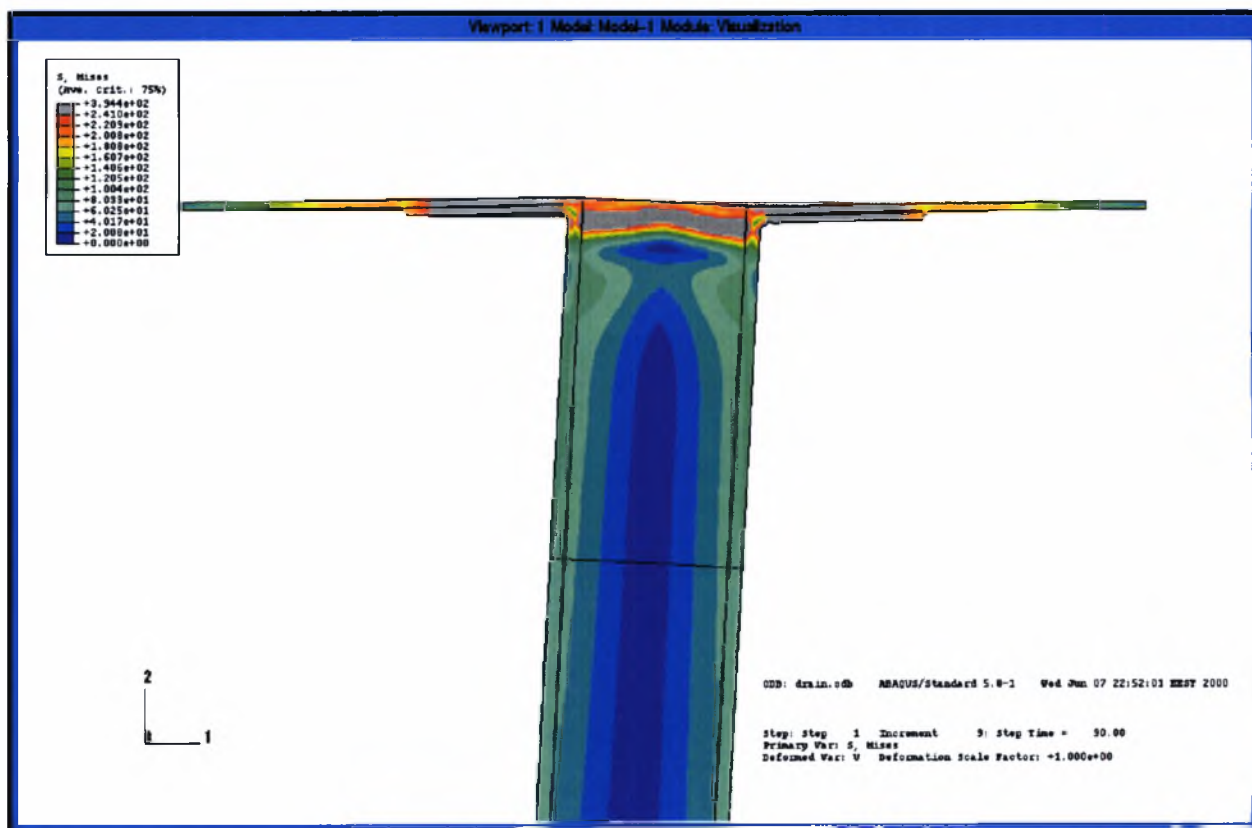 Viewport: 1 Model: Model-1 Module: Visualization
S, Mises
(Ave. Crit.: 75%)
+3.944e+02
+2.410e+02
+2.209e+02
+2.008e+02
+1.808e+02
+1.607e+02
+1.406e+02
+1.205e+02
+1.004e+02
+8.033e+01
+6.025e+01
+4.017e+01
+2.008e+01
+0.000e+00
2
1
ODB: drain.odb ABAQUS/Standard 5.8-1 Wed Jun 07 22:52:01 EEST 2000
Step: Step 1 Increment 9: Step Time = 30.00
Primary Var: S, Mises
Deformed Var: U Deformation Scale Factor: +1.000e+00